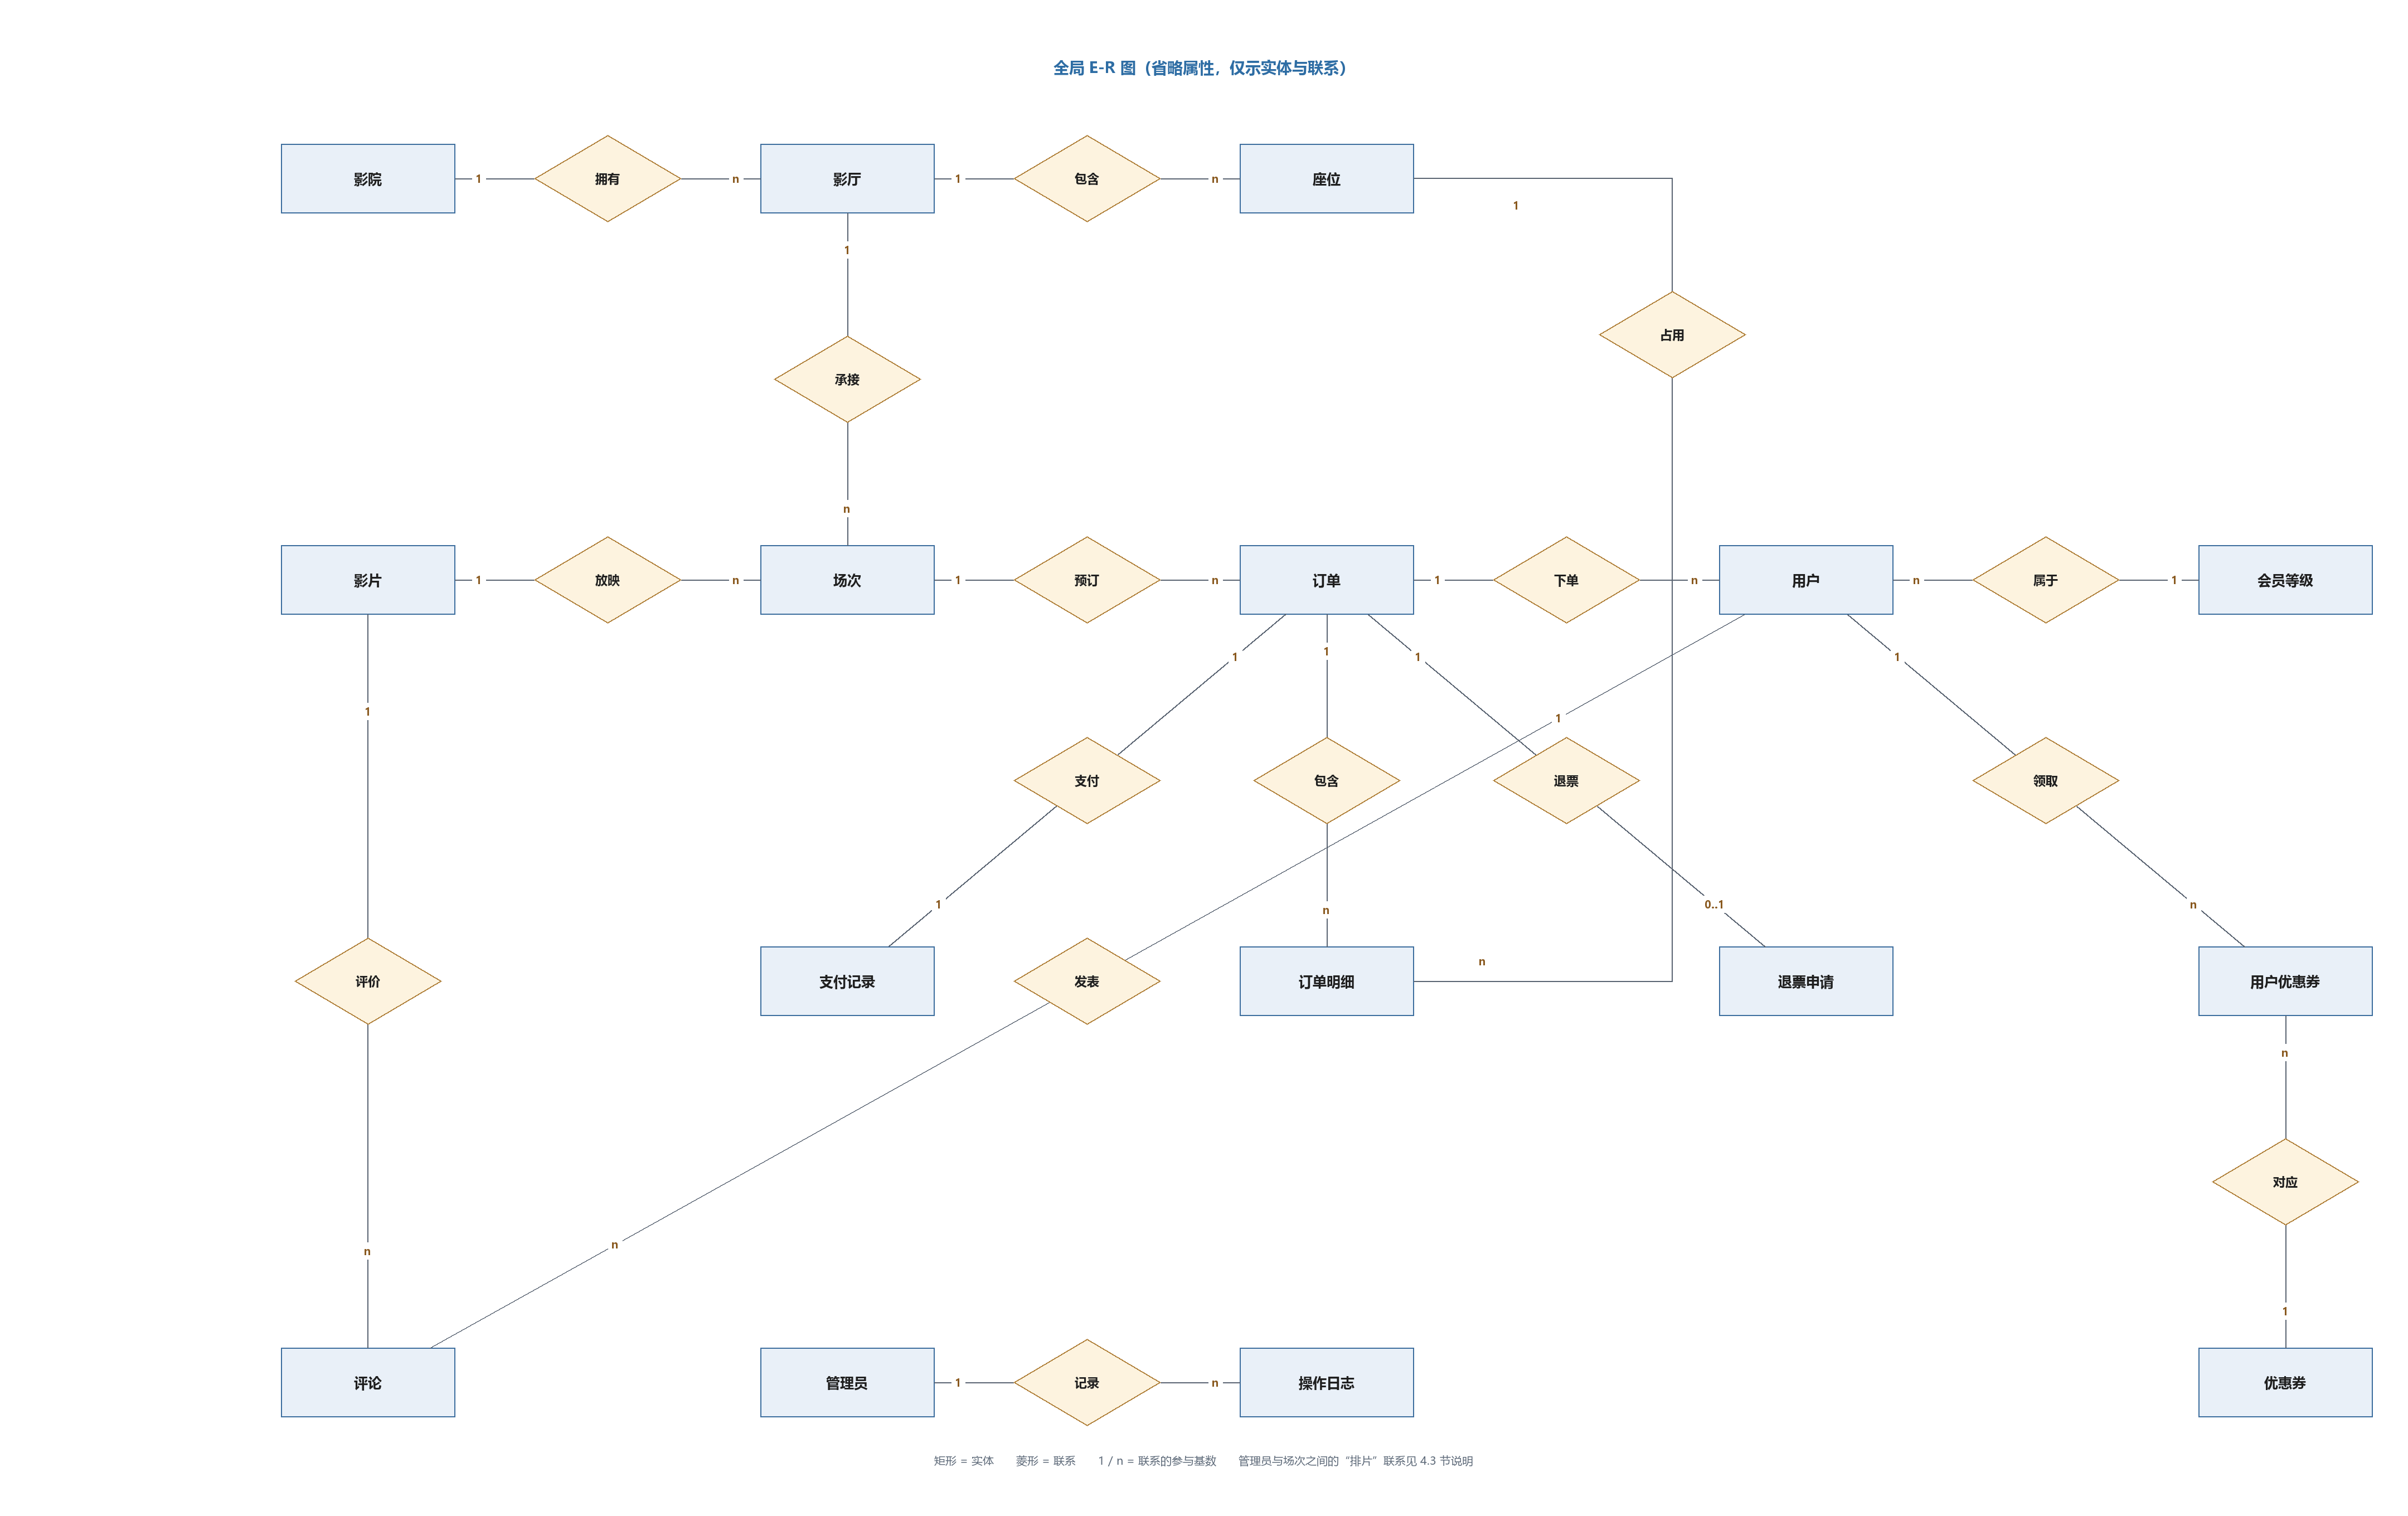 全局 E-R 图（省略属性，仅示实体与联系）
影院 1 拥有 n 影厅 1 包含 n 座位
1
1
占用
承接
n
影片 1 放映 n 场次 1 预订 n 订单 1 下单 n 用户 n 属于 1 会员等级
1
1
1
1
1
1
支付
包含
退票
领取
1
n
0..1
n
n
评价
支付记录
发表
订单明细
退票申请
用户优惠券
n
对应
n
n
1
评论
管理员 1 记录 n 操作日志
优惠券
矩形 = 实体 菱形 = 联系 1 / n = 联系的参与基数 管理员与场次之间的“排片”联系见 4.3 节说明